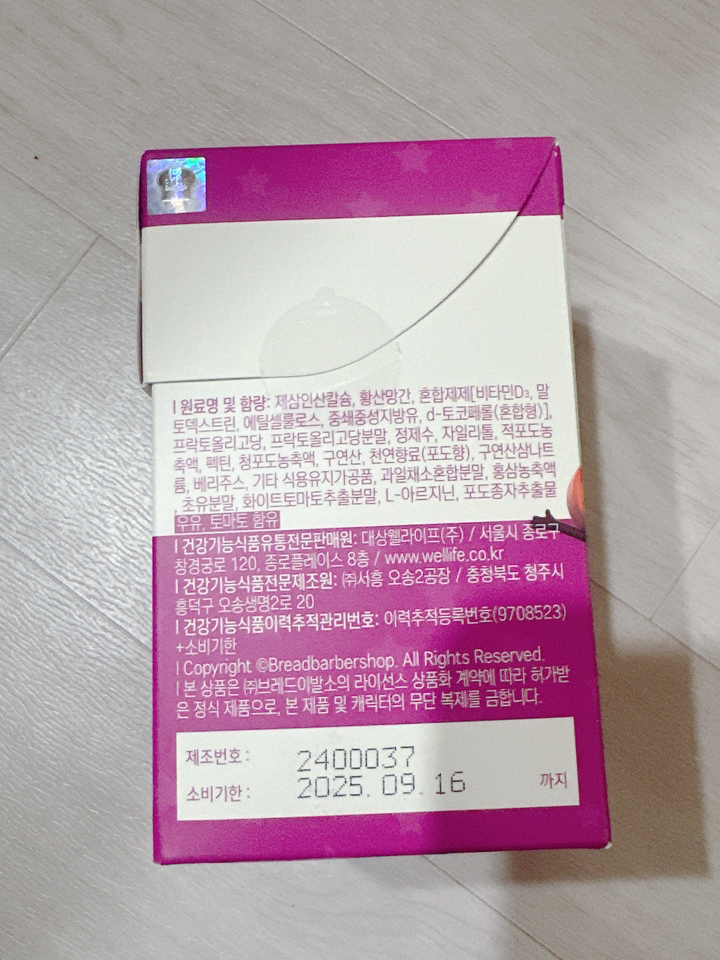 | 원료명 및 함량: 제삼인산칼슘, 황산망간, 혼합제제[비타민D₃, 말
토덱스트린, 에틸셀룰로스, 중쇄중성지방유, d-토코페롤(혼합형)],
프락토올리고당, 프락토올리고당분말, 정제수, 자일리톨, 적포도농
축액, 펙틴, 청포도농축액, 구연산, 천연향료(포도향), 구연산삼나트
륨, 베리주스, 기타 식용유지가공품, 과일채소혼합분말, 홍삼농축액
, 초유분말, 화이트토마토추출분말, L-아르지닌, 포도종자추출물
우유, 토마토 함유
| 건강기능식품유통전문판매원: 대상웰라이프(주) / 서울시 종로구
창경궁로 120, 종로플레이스 8층 / www.wellife.co.kr
| 건강기능식품전문제조원: ㈜서흥 오송2공장 / 충청북도 청주시
흥덕구 오송생명2로 20
| 건강기능식품이력추적관리번호: 이력추적등록번호(9708523)
+소비기한
| Copyright ©Breadbarbershop. All Rights Reserved.
| 본 상품은 ㈜브레드이발소의 라이선스 상품화 계약에 따라 허가받
은 정식 제품으로, 본 제품 및 캐릭터의 무단 복제를 금합니다.
제조번호 : 2400037
소비기한 : 2025. 09. 16 까지